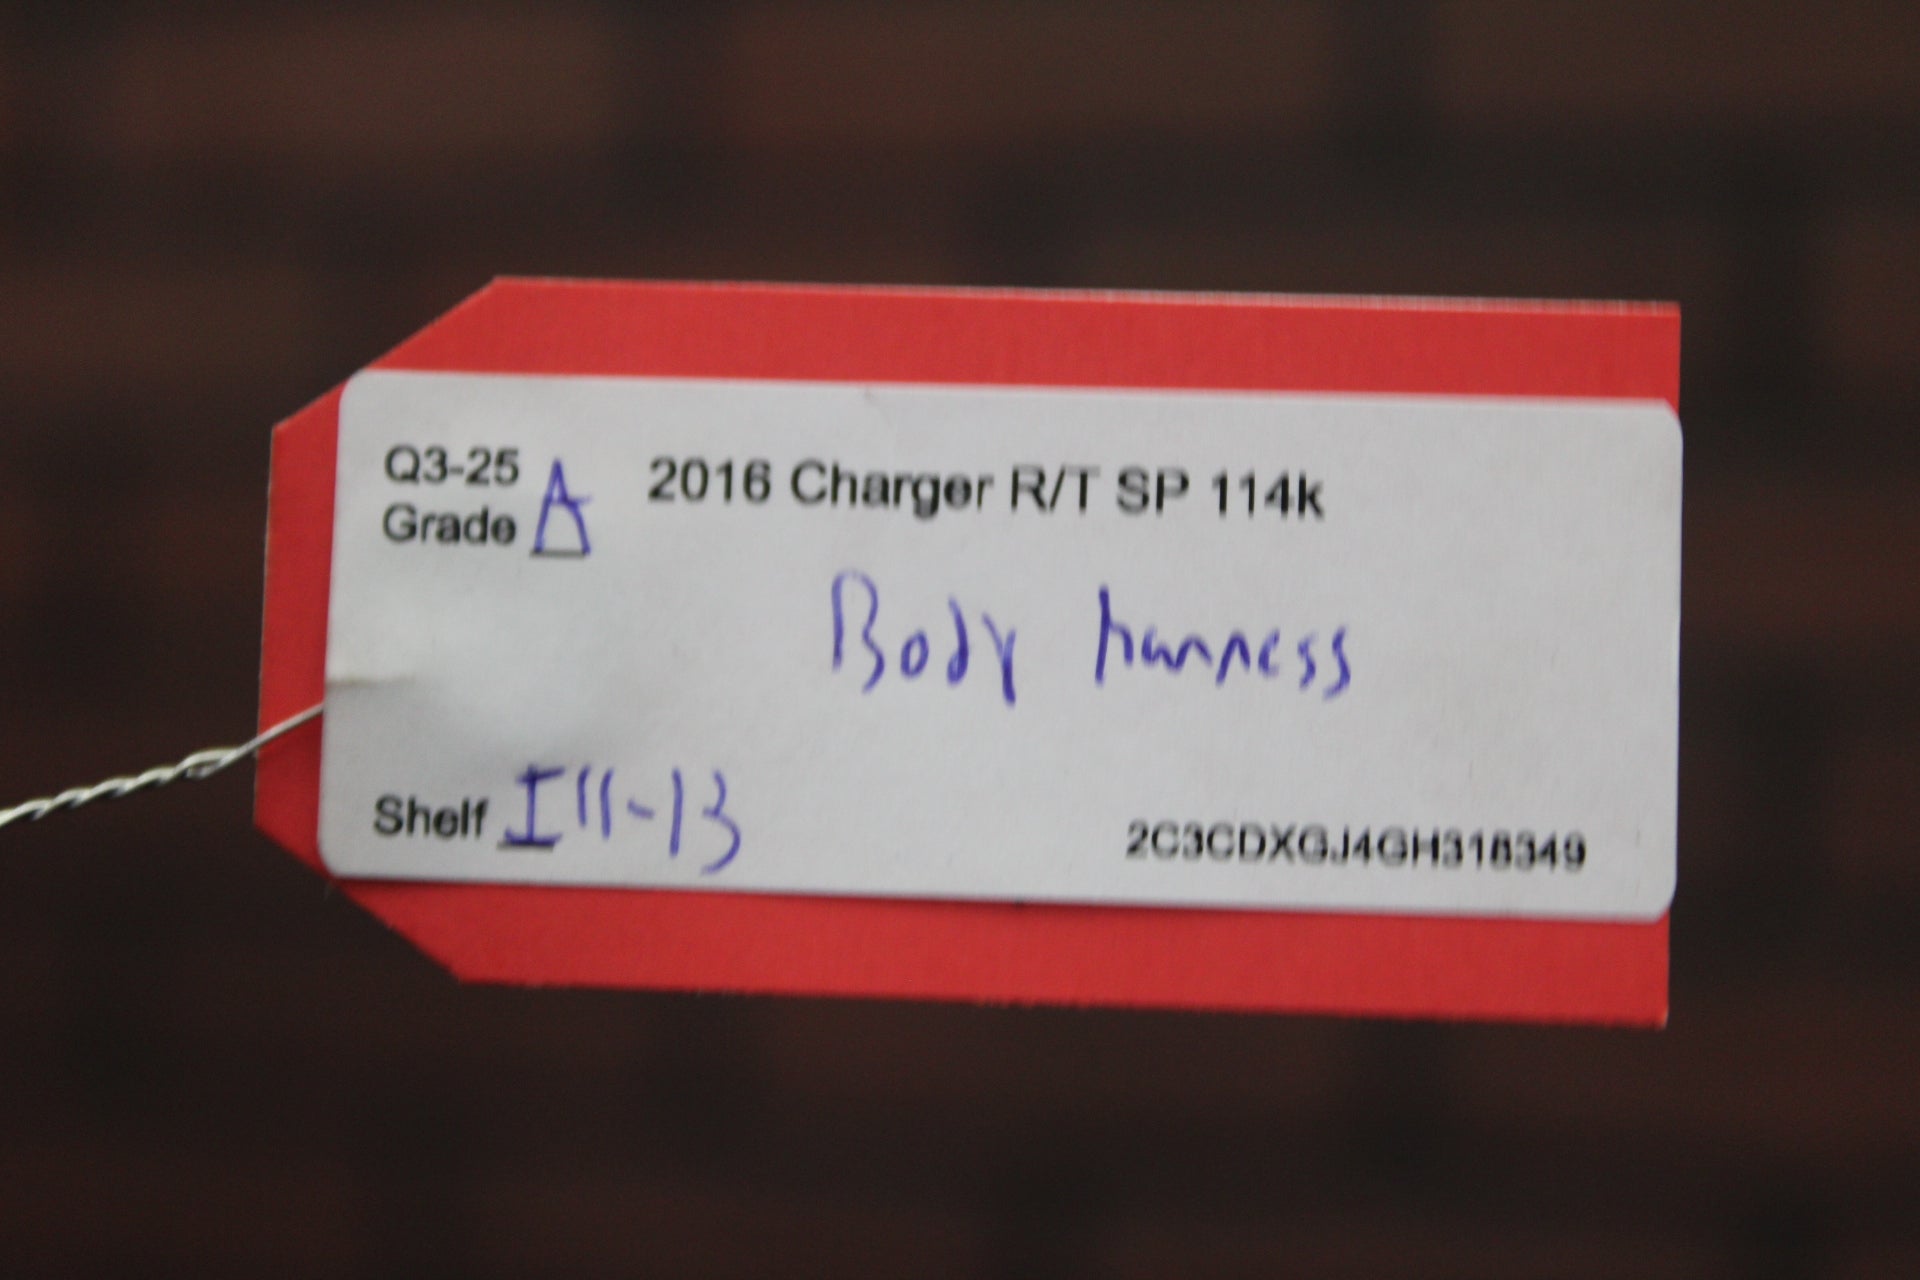 Q3-25
Grade A
2016 Charger R/T SP 114k
Body harness
Shelf I11-13
2C3CDXGJ4GH318349